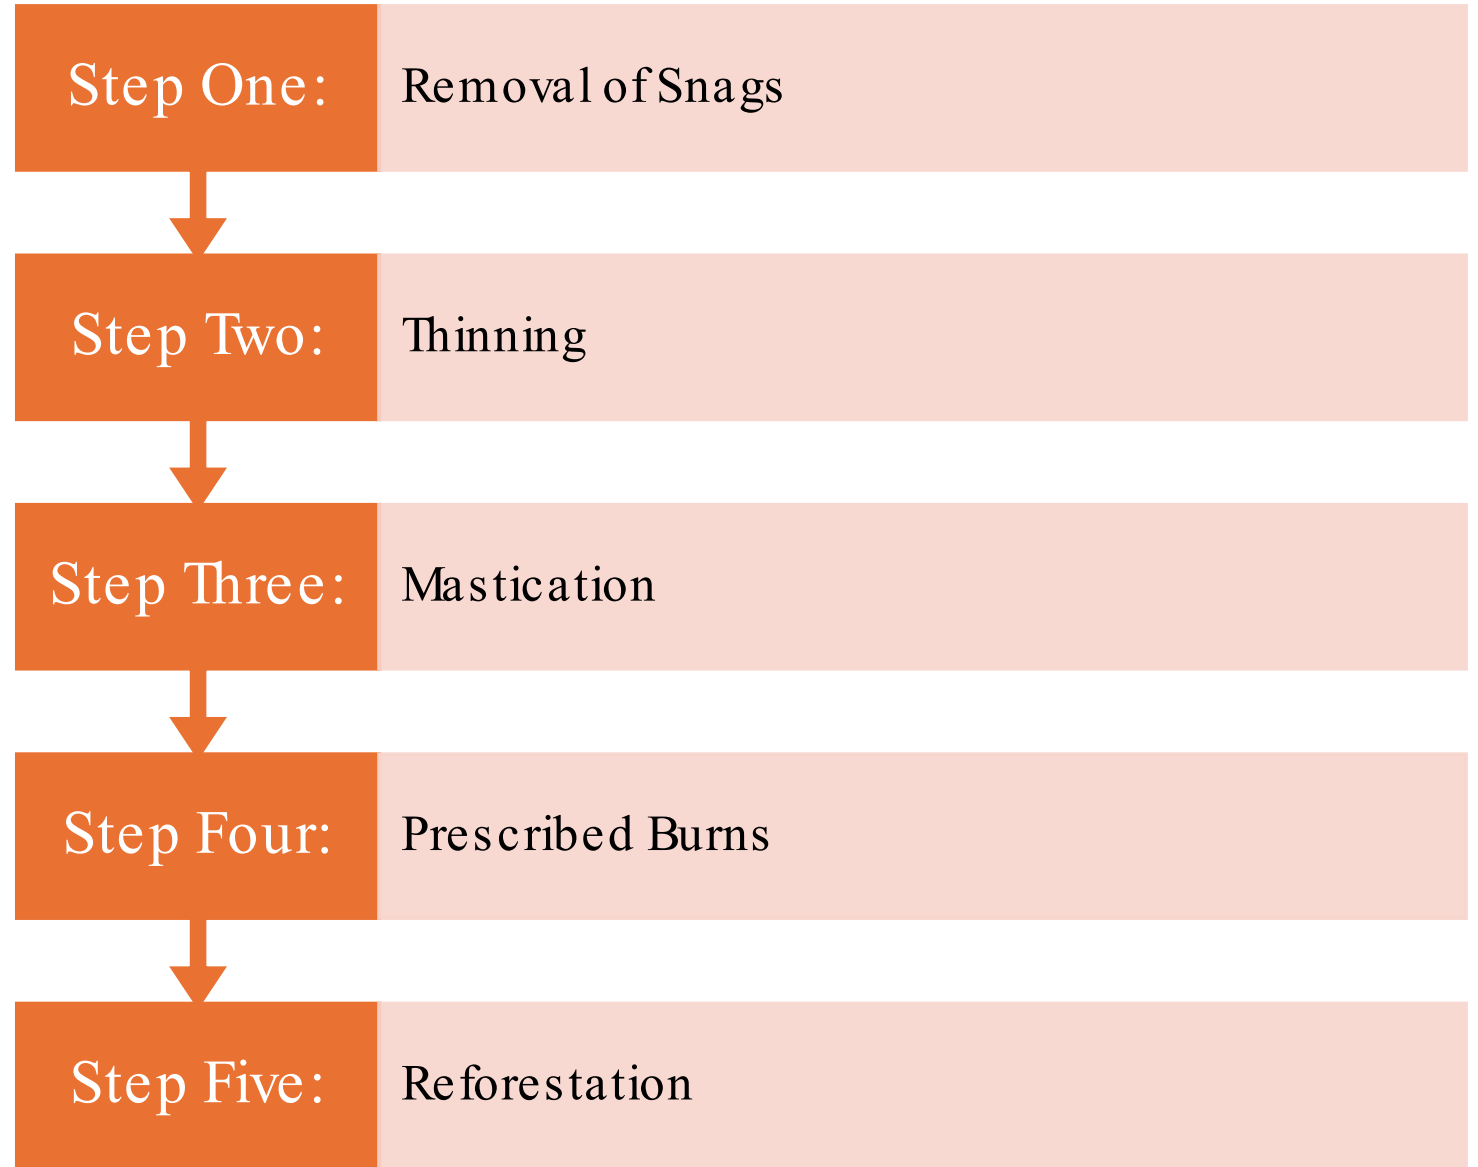 Step One:
Removal of Snags
Step Two:
Thinning
Step Three:
Mastication
Step Four:
Prescribed Burns
Step Five:
Reforestation